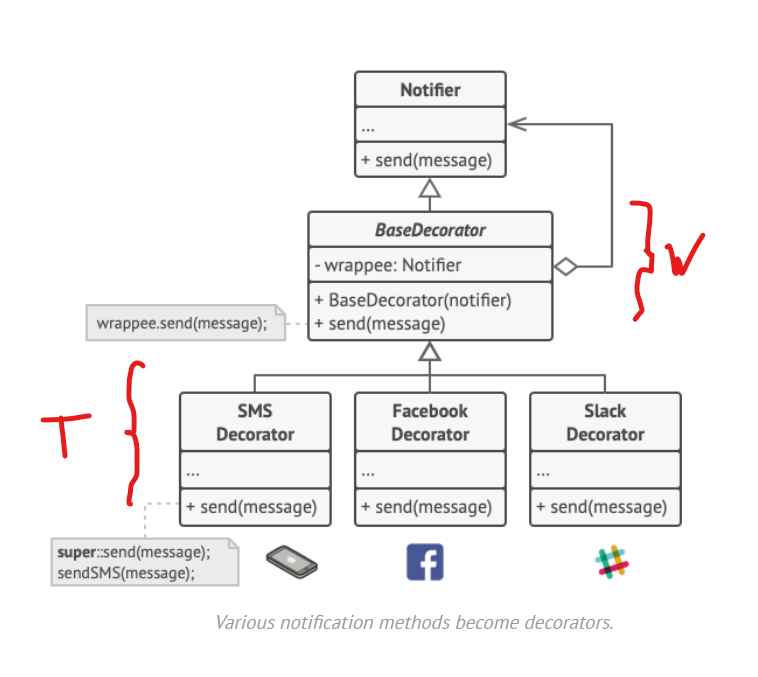 Notifier
...
+ send(message)
BaseDecorator
- wrappee: Notifier
+ BaseDecorator(notifier)
+ send(message)
wrappee.send(message);
W
T
SMS
Decorator
...
+ send(message)
Facebook
Decorator
...
+ send(message)
Slack
Decorator
...
+ send(message)
super::send(message);
sendSMS(message);
f
Various notification methods become decorators.